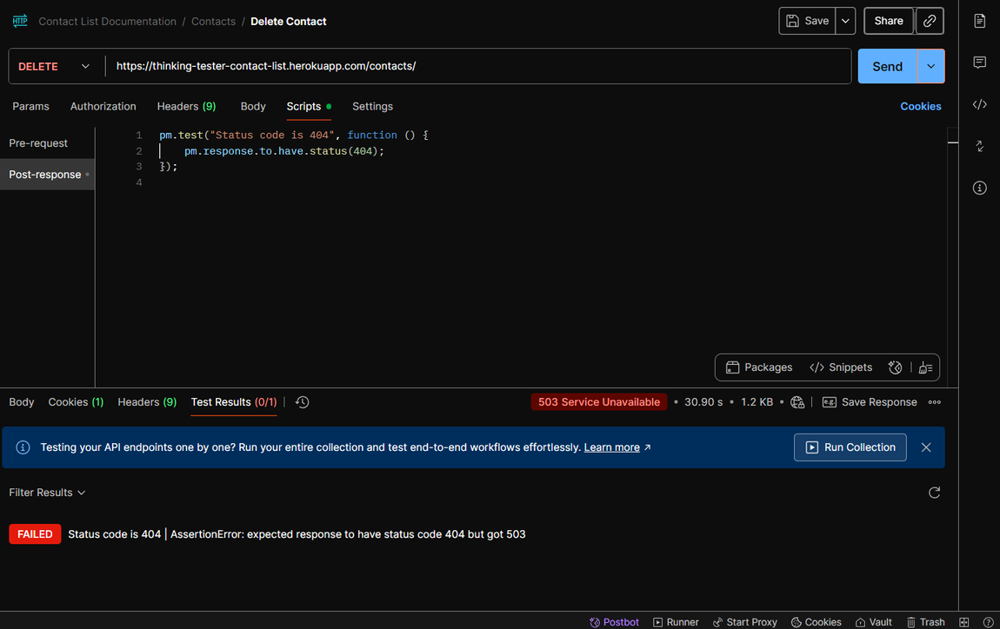 HTTP Contact List Documentation / Contacts / Delete Contact Save Share
DELETE https://thinking-tester-contact-list.herokuapp.com/contacts/ Send
Params Authorization Headers (9) Body Scripts Settings Cookies
Pre-request
Post-response
1 pm.test("Status code is 404", function () {
2 pm.response.to.have.status(404);
3 });
4
Packages </> Snippets
Body Cookies (1) Headers (9) Test Results (0/1) 503 Service Unavailable • 30.90 s • 1.2 KB • e.g. Save Response
Testing your API endpoints one by one? Run your entire collection and test end-to-end workflows effortlessly. Learn more ↗ Run Collection
Filter Results
FAILED Status code is 404 | AssertionError: expected response to have status code 404 but got 503
Postbot Runner Start Proxy Cookies Vault Trash